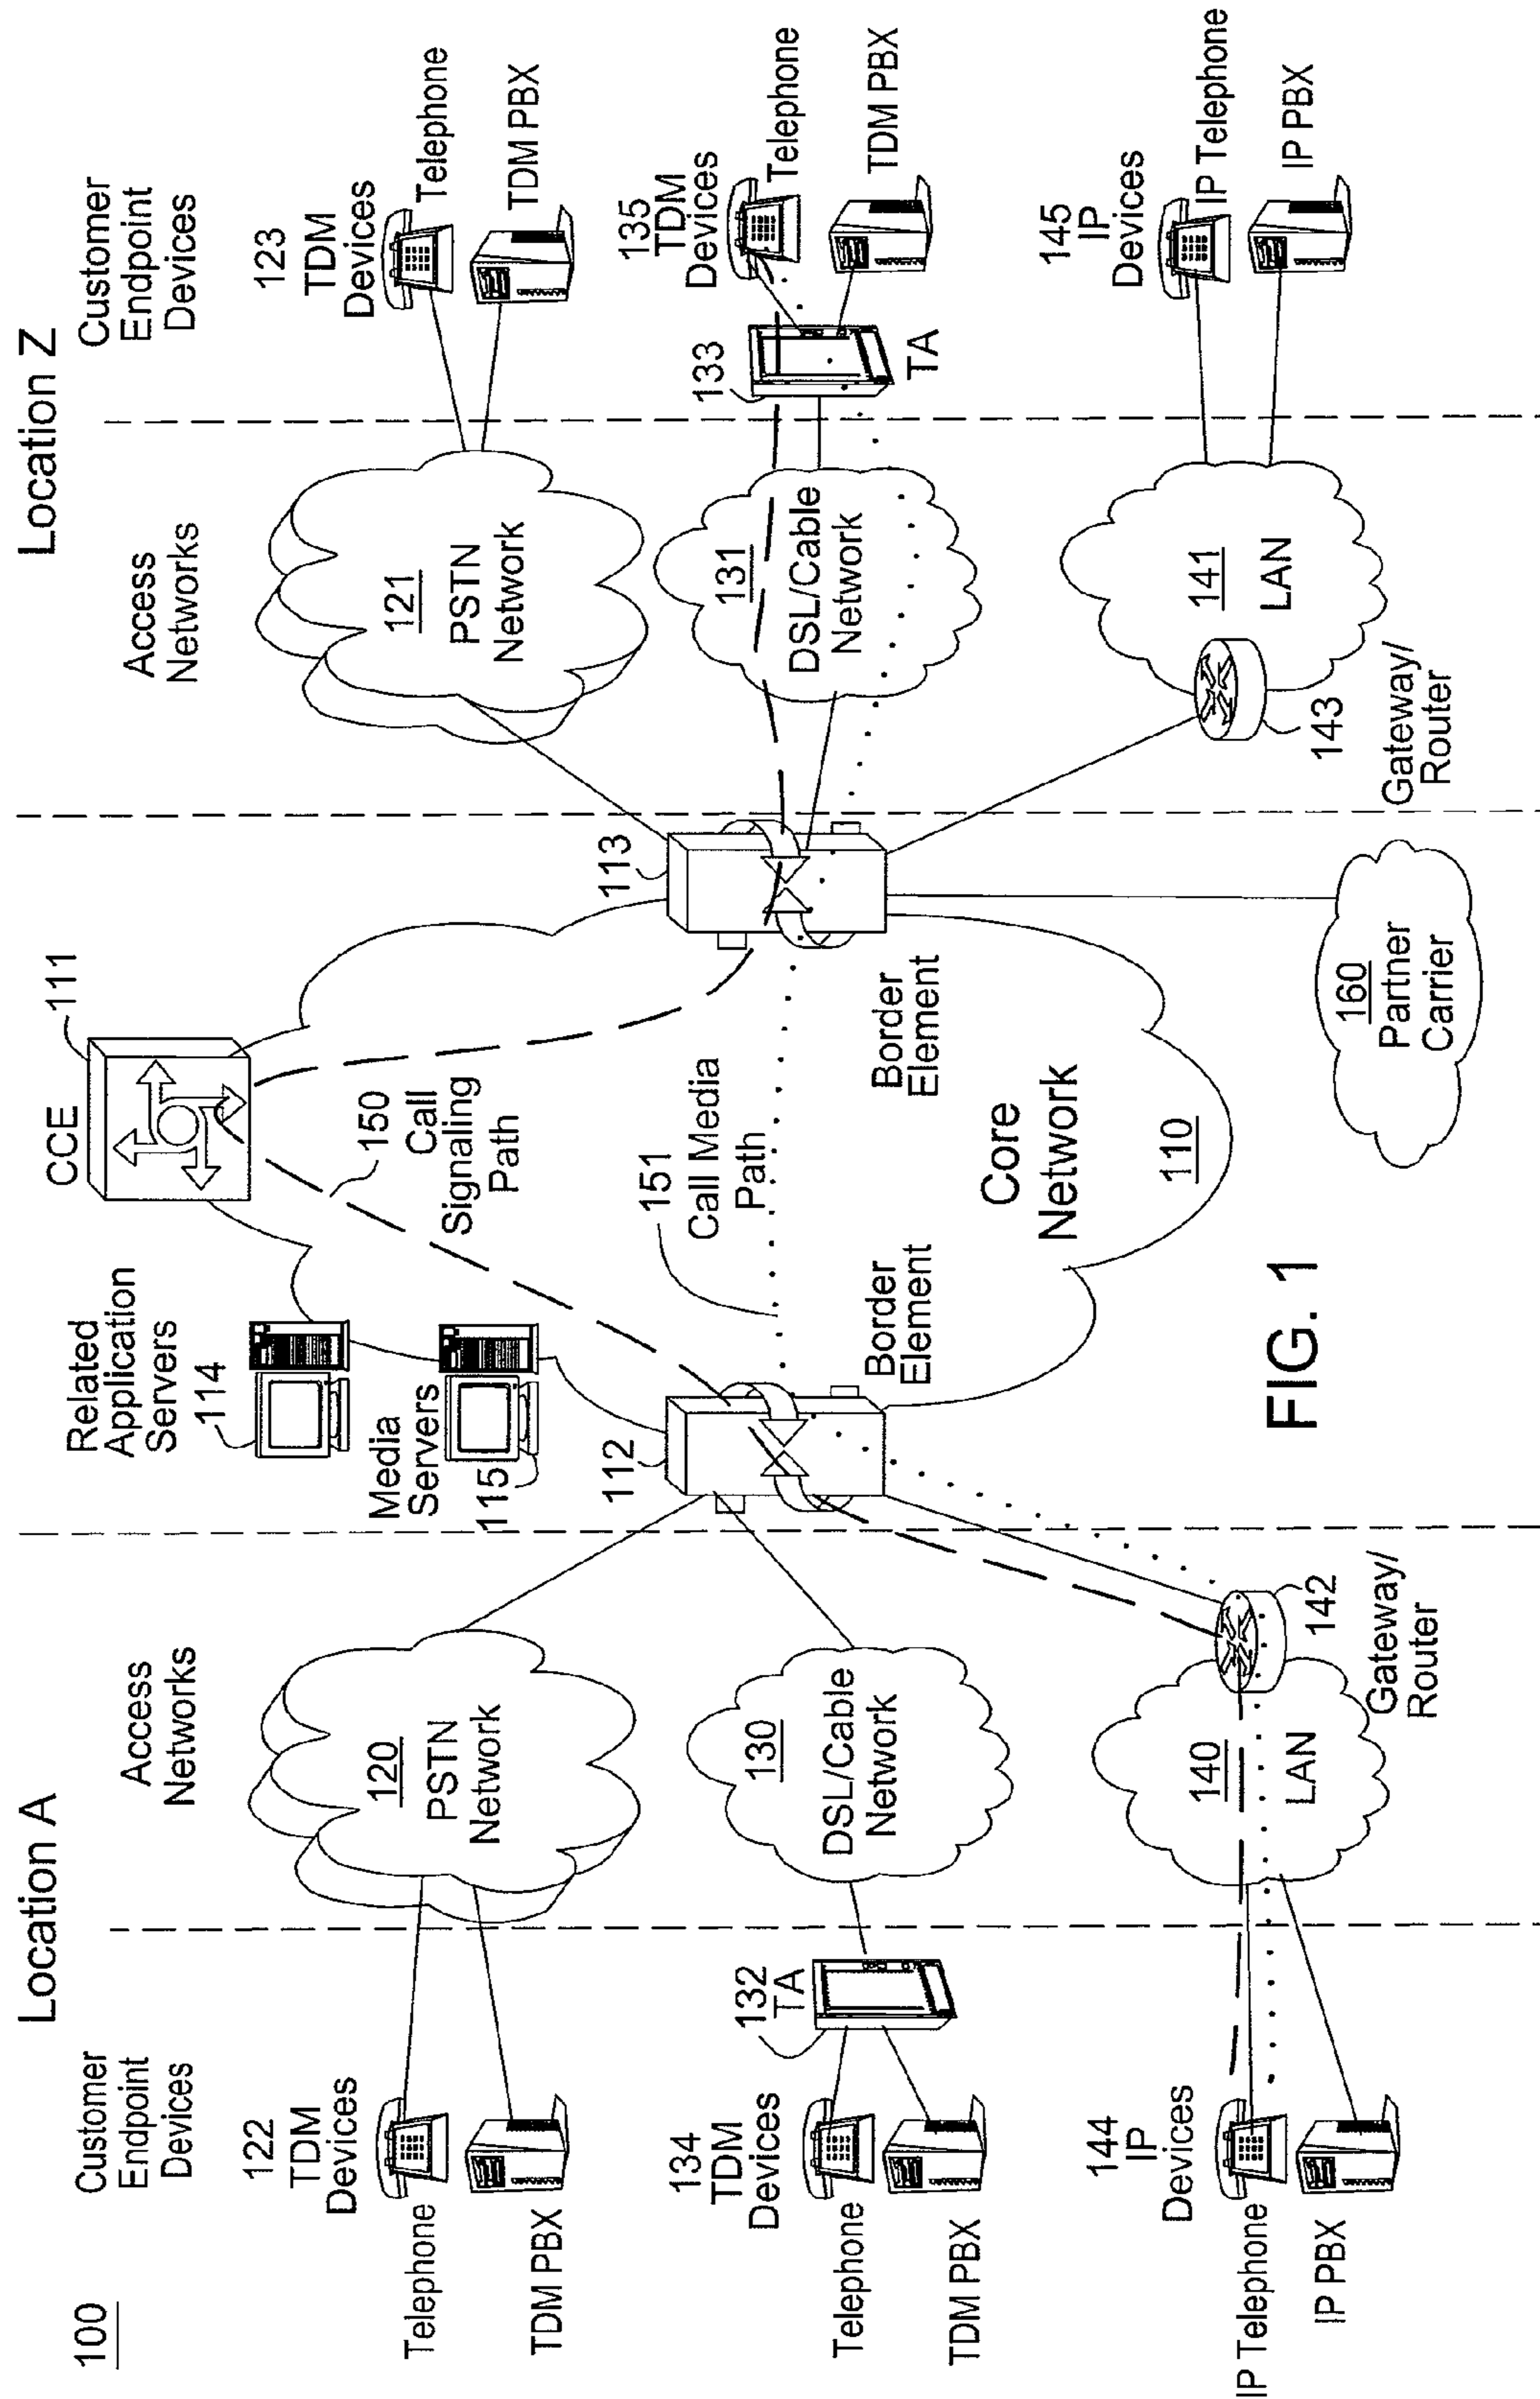 100
Location A
Location Z
Customer
Endpoint
Devices
Access
Networks
Related
Application
Servers
114
Media
Servers
115
CCE
111
Access
Networks
Customer
Endpoint
Devices
122
TDM
Devices
Telephone
TDM PBX
120
PSTN
Network
112
150
Call
Signaling
Path
151
Call Media
Path
113
121
PSTN
Network
123
TDM
Devices
Telephone
TDM PBX
134
TDM
Devices
Telephone
TDM PBX
132
TA
130
DSL/Cable
Network
Border
Element
Border
Element
131
DSL/Cable
Network
133
TA
135
TDM
Devices
Telephone
TDM PBX
Core
Network
110
144
IP
Devices
IP Telephone
IP PBX
140
LAN
142
Gateway/
Router
160
Partner
Carrier
143
Gateway/
Router
141
LAN
145
IP
Devices
IP Telephone
IP PBX
FIG. 1